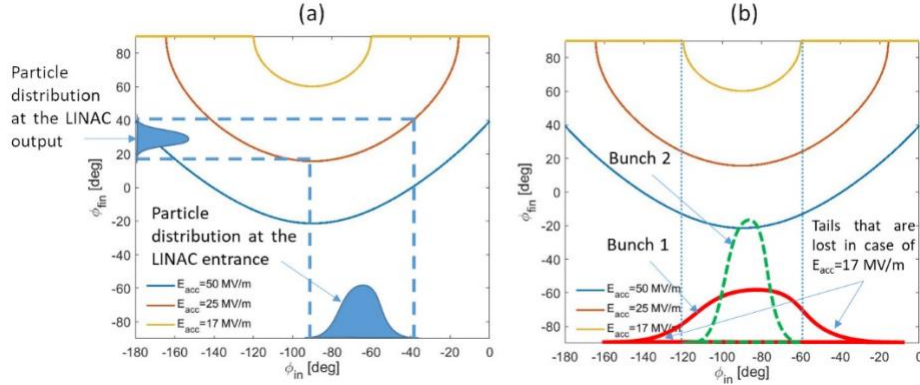 (a)
Particle
distribution
at the LINAC
output
80
60
40
20
0
-20
-40
-60
-80
ϕfin [deg]
Particle
distribution at the
LINAC entrance
Eacc=50 MV/m
Eacc=25 MV/m
Eacc=17 MV/m
-180 -160 -140 -120 -100 -80 -60 -40 -20 0
ϕin [deg]
(b)
80
60
40
20
0
-20
-40
-60
-80
ϕfin [deg]
Bunch 2
Bunch 1
Tails that are
lost in case of
Eacc=17 MV/m
Eacc=50 MV/m
Eacc=25 MV/m
Eacc=17 MV/m
-180 -160 -140 -120 -100 -80 -60 -40 -20 0
ϕin [deg]